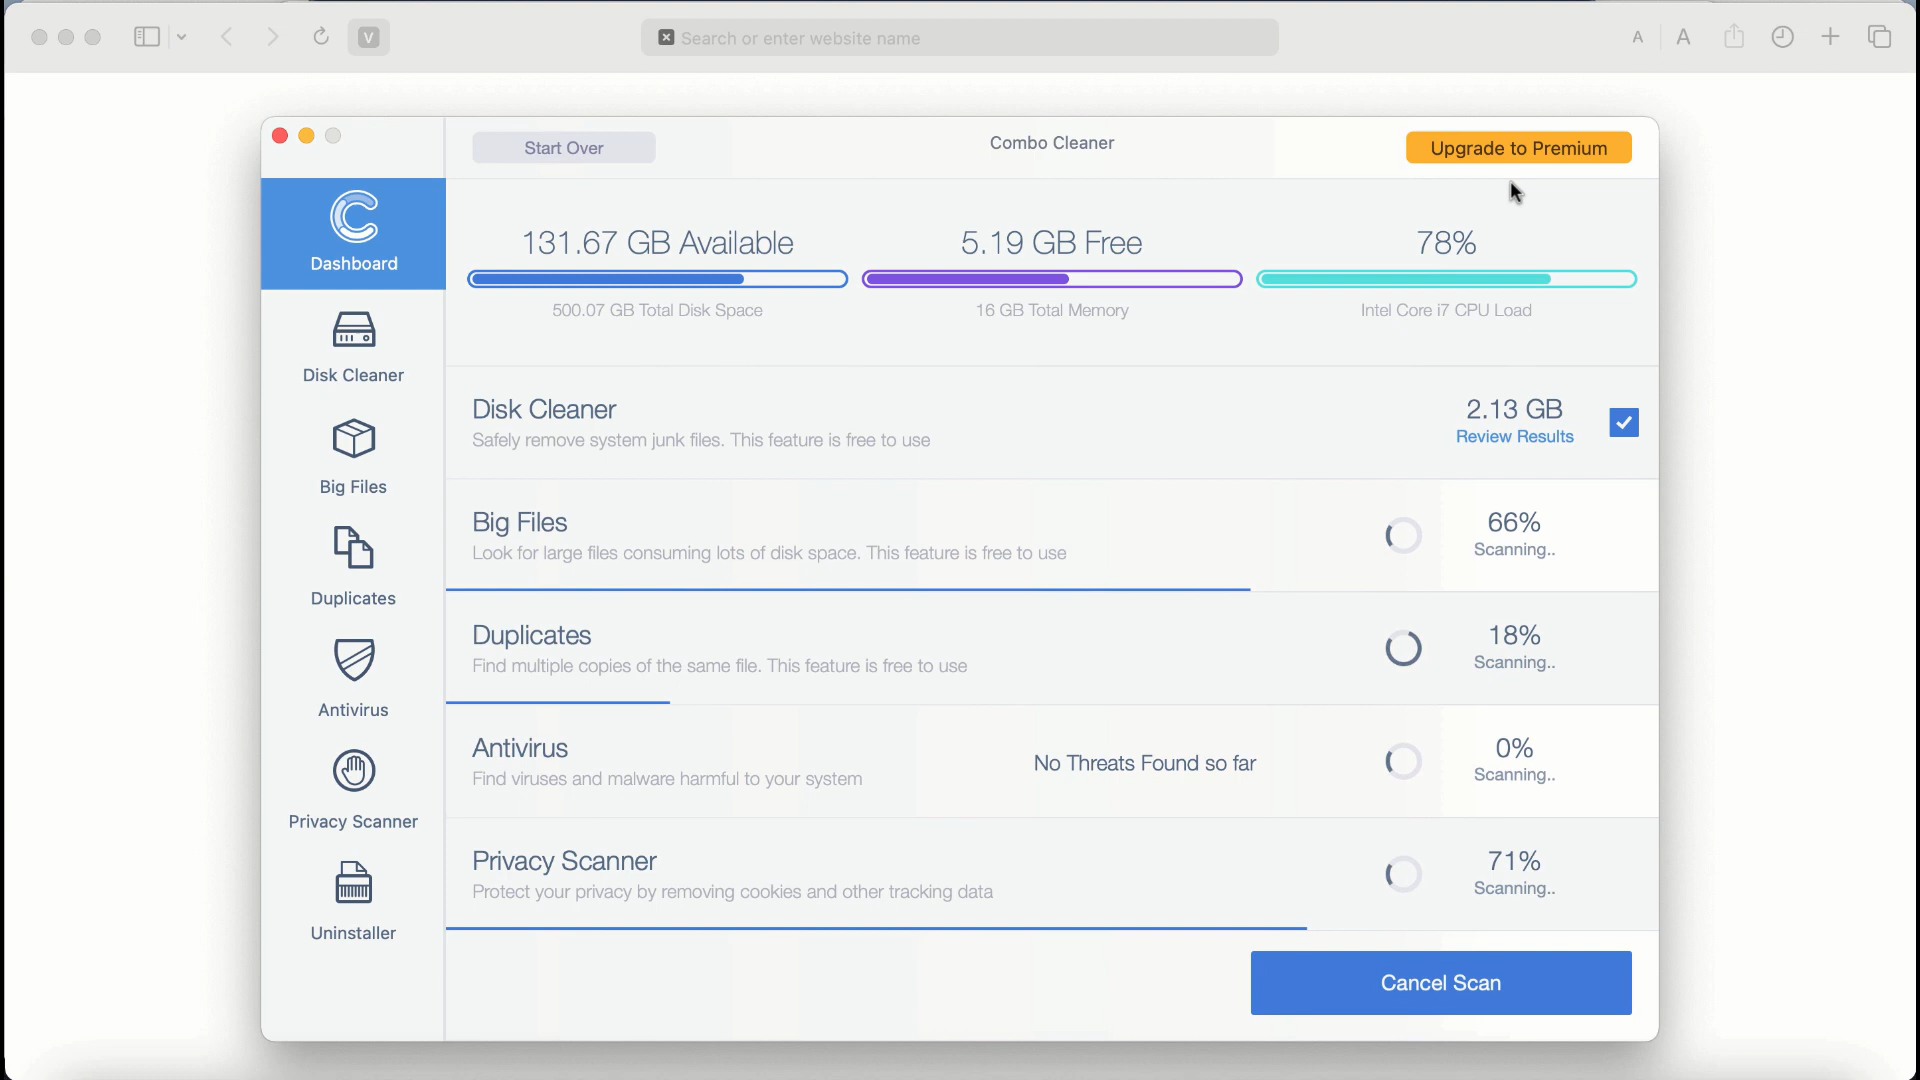 V
Search or enter website name
A
A
Start Over
Combo Cleaner
Upgrade to Premium
Dashboard
Disk Cleaner
Big Files
Duplicates
Antivirus
Privacy Scanner
Uninstaller
131.67 GB Available
5.19 GB Free
78%
500.07 GB Total Disk Space
16 GB Total Memory
Intel Core i7 CPU Load
Disk Cleaner
Safely remove system junk files. This feature is free to use
2.13 GB
Review Results
Big Files
Look for large files consuming lots of disk space. This feature is free to use
66%
Scanning..
Duplicates
Find multiple copies of the same file. This feature is free to use
18%
Scanning..
Antivirus
Find viruses and malware harmful to your system
No Threats Found so far
0%
Scanning..
Privacy Scanner
Protect your privacy by removing cookies and other tracking data
71%
Scanning..
Cancel Scan